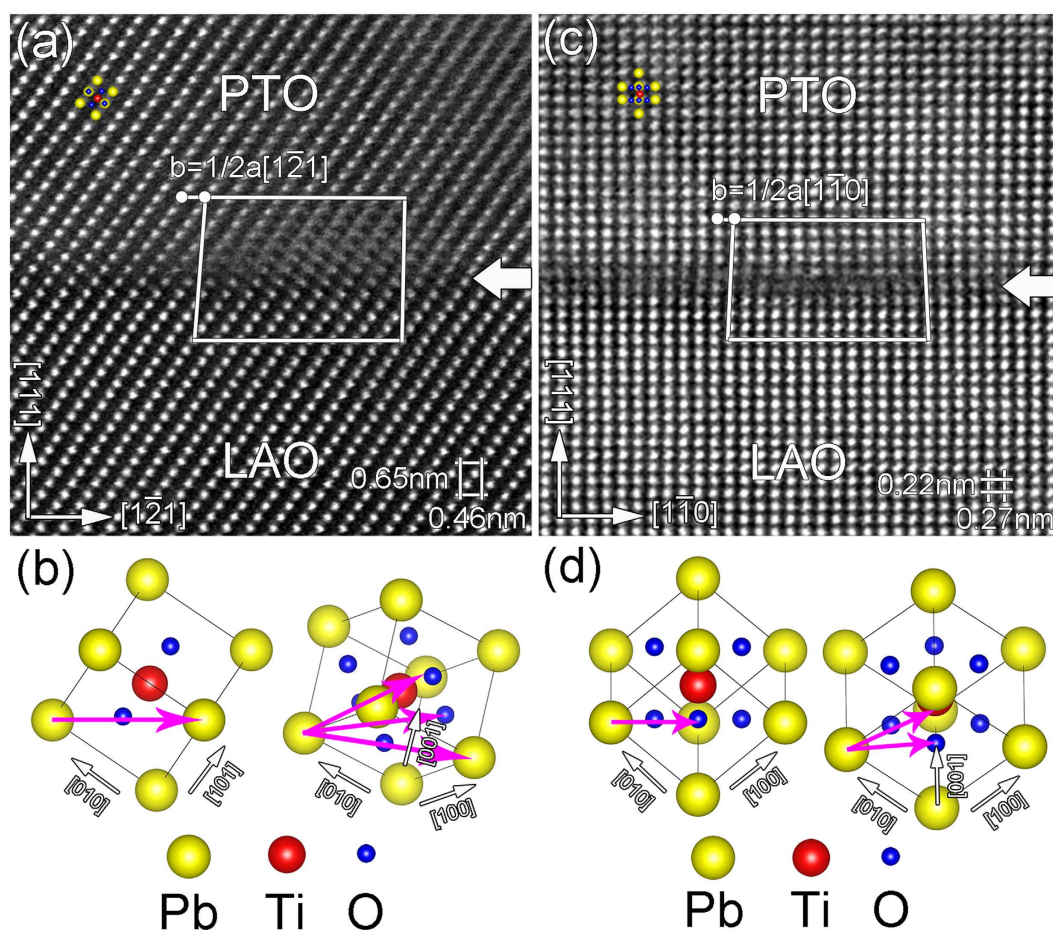 (a)
PTO
b=1/2a[12̄1]
[111]
LAO
0.65nm
0.46nm
[12̄1]
(c)
PTO
b=1/2a[11̄0]
[111]
LAO
0.22nm
0.27nm
[11̄0]
(b)
[010]
[101]
[010]
[001]
[100]
Pb Ti O
(d)
[010]
[100]
[010]
[001]
[100]
Pb Ti O